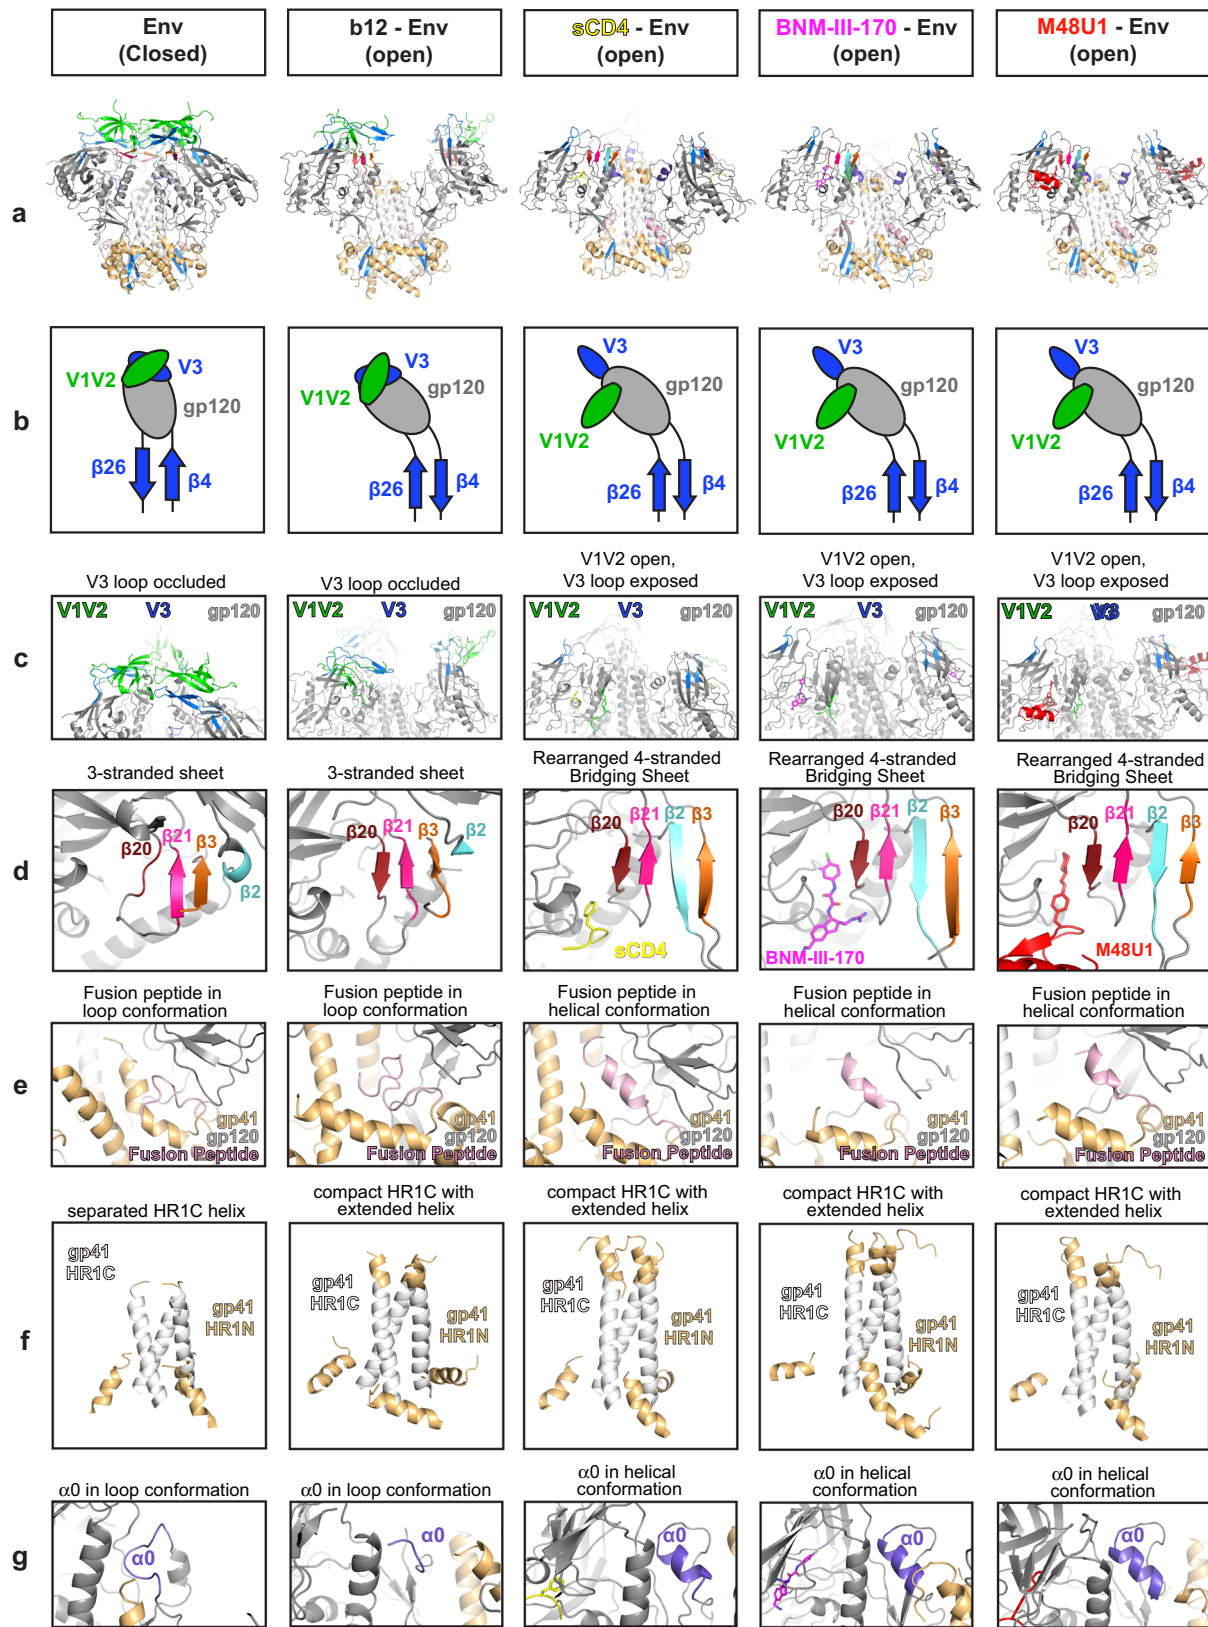 Env
(Closed)
b12 - Env
(open)
sCD4 - Env
(open)
BNM-III-170 - Env
(open)
M48U1 - Env
(open)
a
b
V1V2
V3
gp120
β26
β4
V1V2
V3
gp120
β26
β4
V3
gp120
V1V2
β26
β4
V3
gp120
V1V2
β26
β4
V3
gp120
V1V2
β26
β4
c
V3 loop occluded
V1V2 V3 gp120
V3 loop occluded
V1V2 V3 gp120
V1V2 open,
V3 loop exposed
V1V2 V3 gp120
V1V2 open,
V3 loop exposed
V1V2 V3 gp120
V1V2 open,
V3 loop exposed
V1V2 V3 gp120
d
3-stranded sheet
β20
β21
β3
β2
3-stranded sheet
β20
β21
β3
β2
Rearranged 4-stranded
Bridging Sheet
β20 β21 β2 β3
sCD4
Rearranged 4-stranded
Bridging Sheet
β20 β21 β2 β3
BNM-III-170
Rearranged 4-stranded
Bridging Sheet
β20 β21 β2 β3
M48U1
e
Fusion peptide in
loop conformation
gp41
gp120
Fusion Peptide
Fusion peptide in
loop conformation
gp41
gp120
Fusion Peptide
Fusion peptide in
helical conformation
gp41
gp120
Fusion Peptide
Fusion peptide in
helical conformation
gp41
gp120
Fusion Peptide
Fusion peptide in
helical conformation
gp41
gp120
Fusion Peptide
f
separated HR1C helix
gp41
HR1C
gp41
HR1N
compact HR1C with
extended helix
gp41
HR1C
gp41
HR1N
compact HR1C with
extended helix
gp41
HR1C
gp41
HR1N
compact HR1C with
extended helix
gp41
HR1C
gp41
HR1N
compact HR1C with
extended helix
gp41
HR1C
gp41
HR1N
g
α0 in loop conformation
α0
α0 in loop conformation
α0
α0 in helical
conformation
α0
α0 in helical
conformation
α0
α0 in helical
conformation
α0